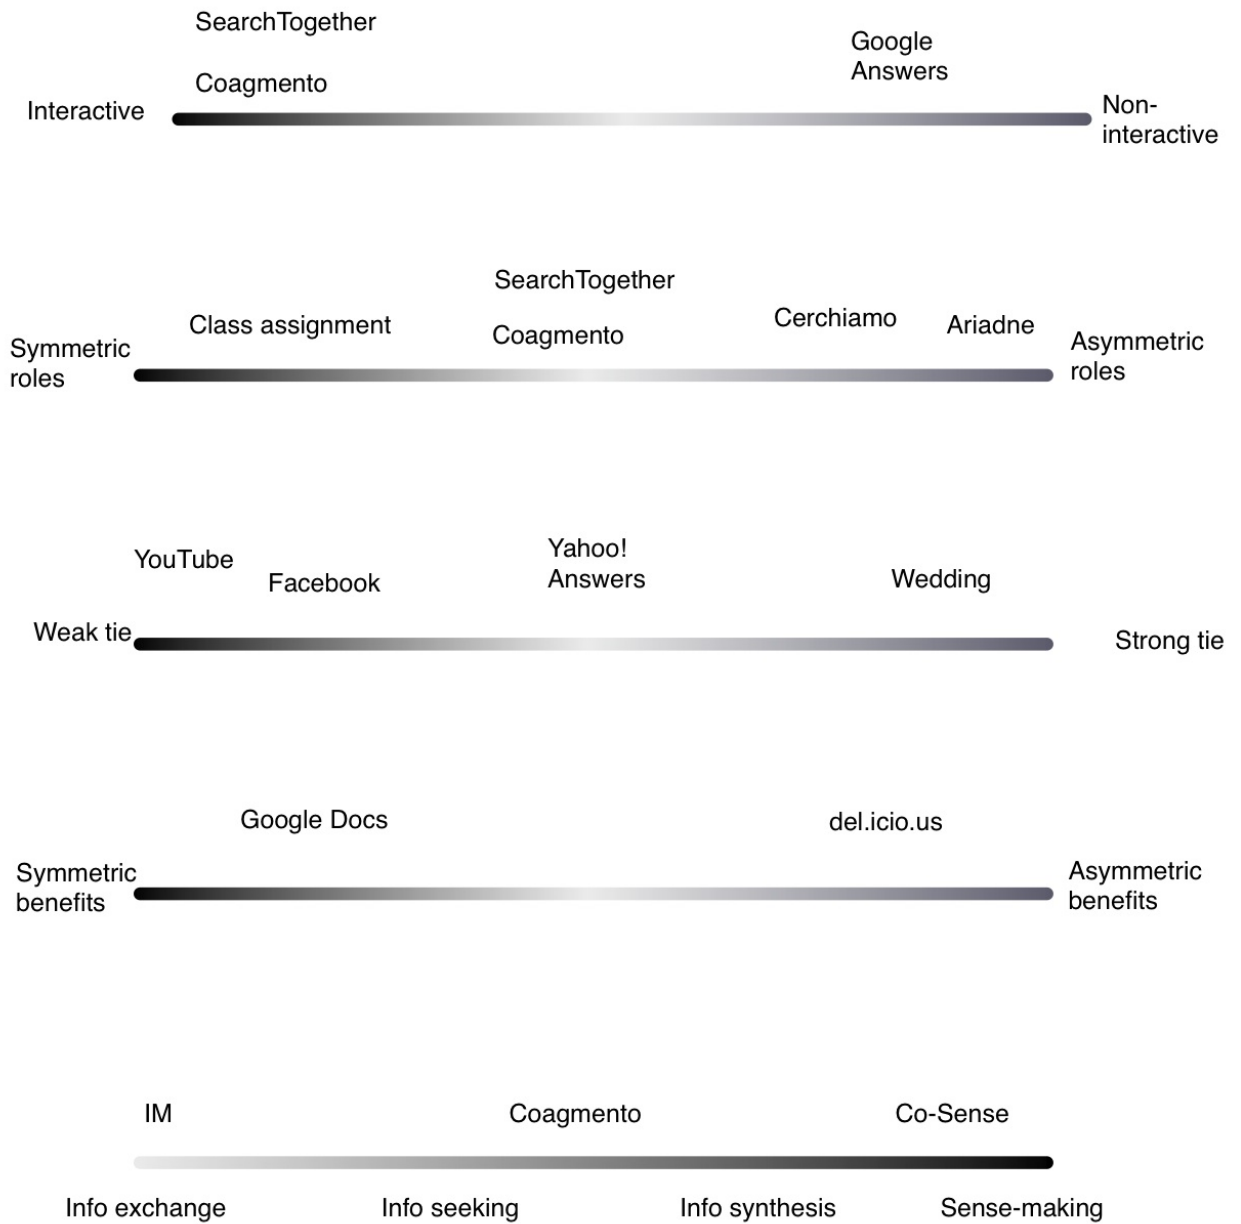 SearchTogether
Coagmento
Google
Answers
Interactive
Non-
interactive
SearchTogether
Class assignment
Coagmento
Cerchiamo
Ariadne
Symmetric
roles
Asymmetric
roles
YouTube
Facebook
Yahoo!
Answers
Wedding
Weak tie
Strong tie
Google Docs
del.icio.us
Symmetric
benefits
Asymmetric
benefits
IM
Coagmento
Co-Sense
Info exchange
Info seeking
Info synthesis
Sense-making